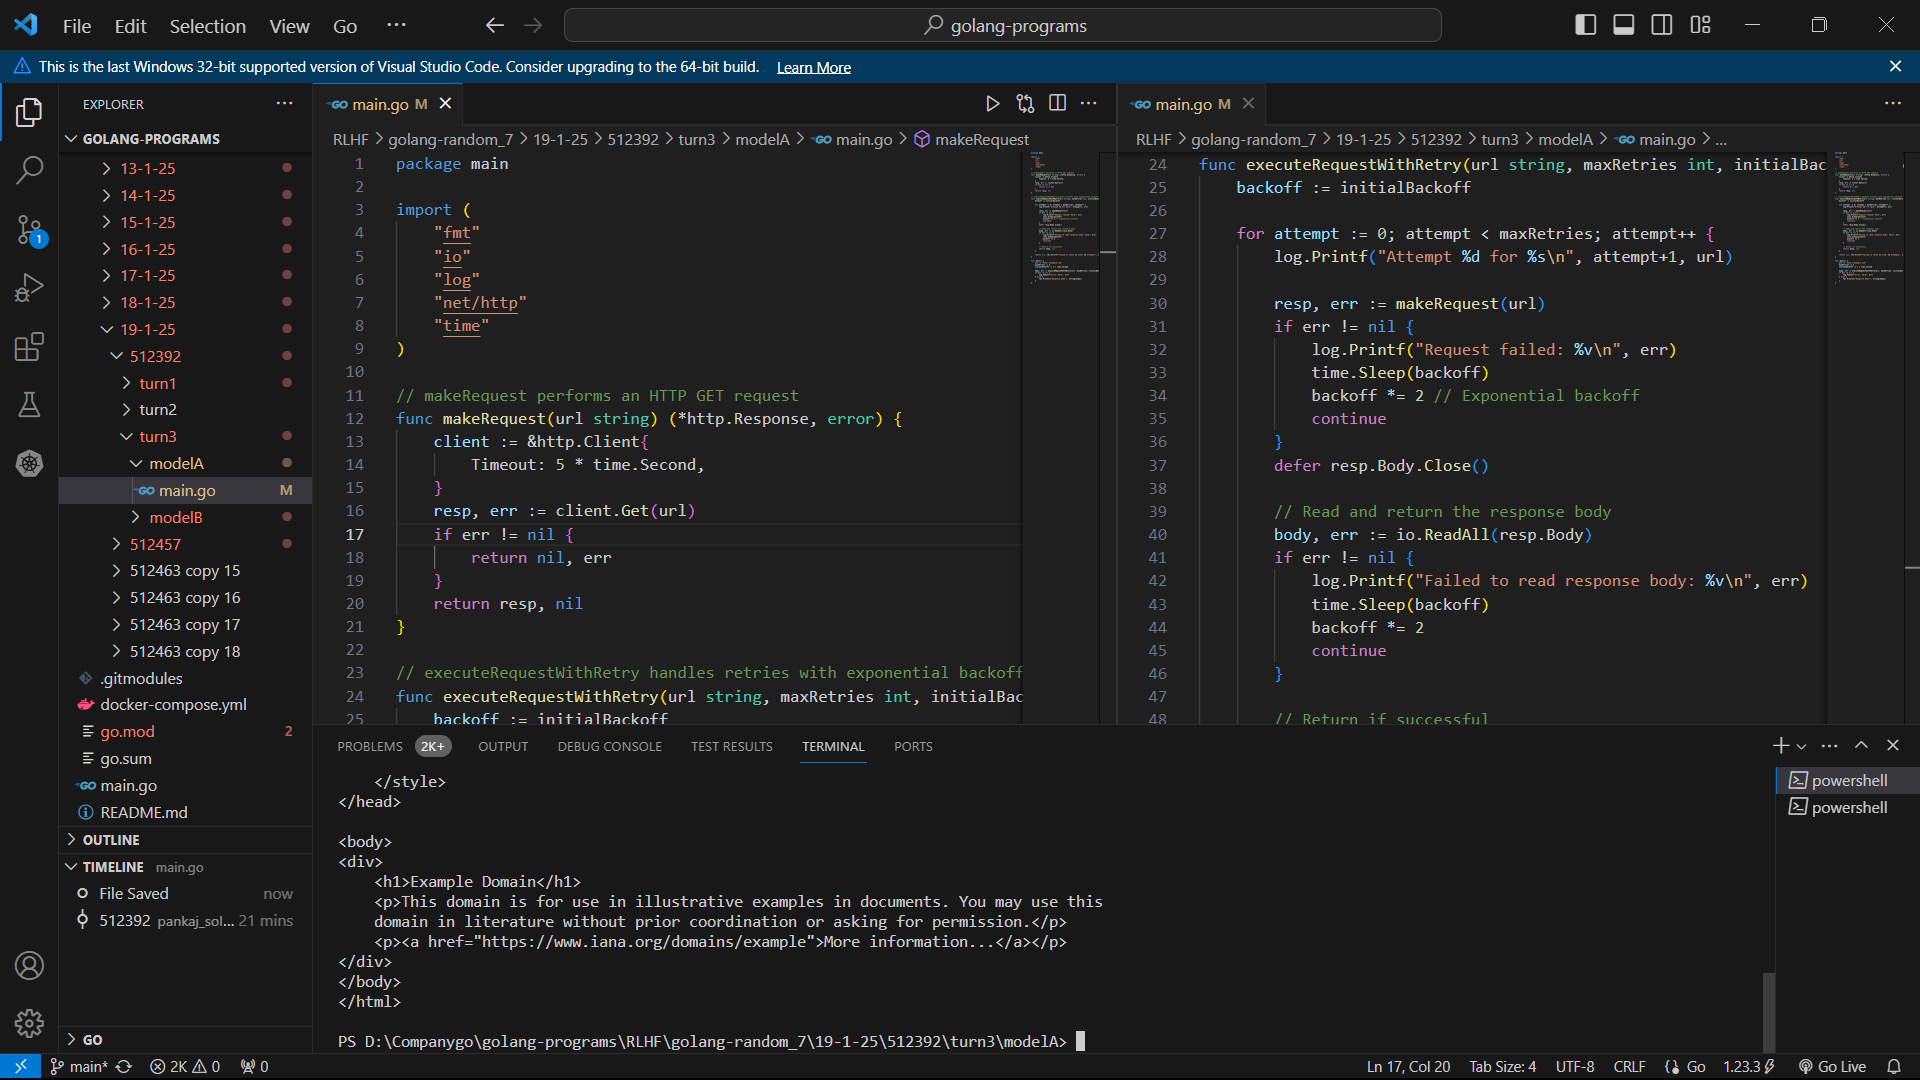 File Edit Selection View Go ... golang-programs
This is the last Windows 32-bit supported version of Visual Studio Code. Consider upgrading to the 64-bit build. Learn More
EXPLORER
GOLANG-PROGRAMS
13-1-25
14-1-25
15-1-25
16-1-25
17-1-25
18-1-25
19-1-25
512392
turn1
turn2
turn3
modelA
main.go M
modelB
512457
512463 copy 15
512463 copy 16
512463 copy 17
512463 copy 18
.gitmodules
docker-compose.yml
go.mod 2
go.sum
main.go
README.md
OUTLINE
TIMELINE main.go
File Saved now
512392 pankaj_sol... 21 mins
GO
main.go M
RLHF > golang-random_7 > 19-1-25 > 512392 > turn3 > modelA > main.go > makeRequest
1 package main
2
3 import (
4 "fmt"
5 "io"
6 "log"
7 "net/http"
8 "time"
9 )
10
11 // makeRequest performs an HTTP GET request
12 func makeRequest(url string) (*http.Response, error) {
13 client := &http.Client{
14 Timeout: 5 * time.Second,
15 }
16 resp, err := client.Get(url)
17 if err != nil {
18 return nil, err
19 }
20 return resp, nil
21 }
22
23 // executeRequestWithRetry handles retries with exponential backoff
24 func executeRequestWithRetry(url string, maxRetries int, initialBac
25 backoff := initialBackoff
main.go M
RLHF > golang-random_7 > 19-1-25 > 512392 > turn3 > modelA > main.go > ...
24 func executeRequestWithRetry(url string, maxRetries int, initialBac
25 backoff := initialBackoff
26
27 for attempt := 0; attempt < maxRetries; attempt++ {
28 log.Printf("Attempt %d for %s\n", attempt+1, url)
29
30 resp, err := makeRequest(url)
31 if err != nil {
32 log.Printf("Request failed: %v\n", err)
33 time.Sleep(backoff)
34 backoff *= 2 // Exponential backoff
35 continue
36 }
37 defer resp.Body.Close()
38
39 // Read and return the response body
40 body, err := io.ReadAll(resp.Body)
41 if err != nil {
42 log.Printf("Failed to read response body: %v\n", err)
43 time.Sleep(backoff)
44 backoff *= 2
45 continue
46 }
47
48 // Return if successful
PROBLEMS 2K+ OUTPUT DEBUG CONSOLE TEST RESULTS TERMINAL PORTS
</style>
</head>
<body>
<div>
<h1>Example Domain</h1>
<p>This domain is for use in illustrative examples in documents. You may use this
domain in literature without prior coordination or asking for permission.</p>
<p><a href="https://www.iana.org/domains/example">More information...</a></p>
</div>
</body>
</html>
PS D:\Companygo\golang-programs\RLHF\golang-random_7\19-1-25\512392\turn3\modelA>
powershell
powershell
1
main* 2K 0 0 Ln 17, Col 20 Tab Size: 4 UTF-8 CRLF Go 1.23.3 Go Live